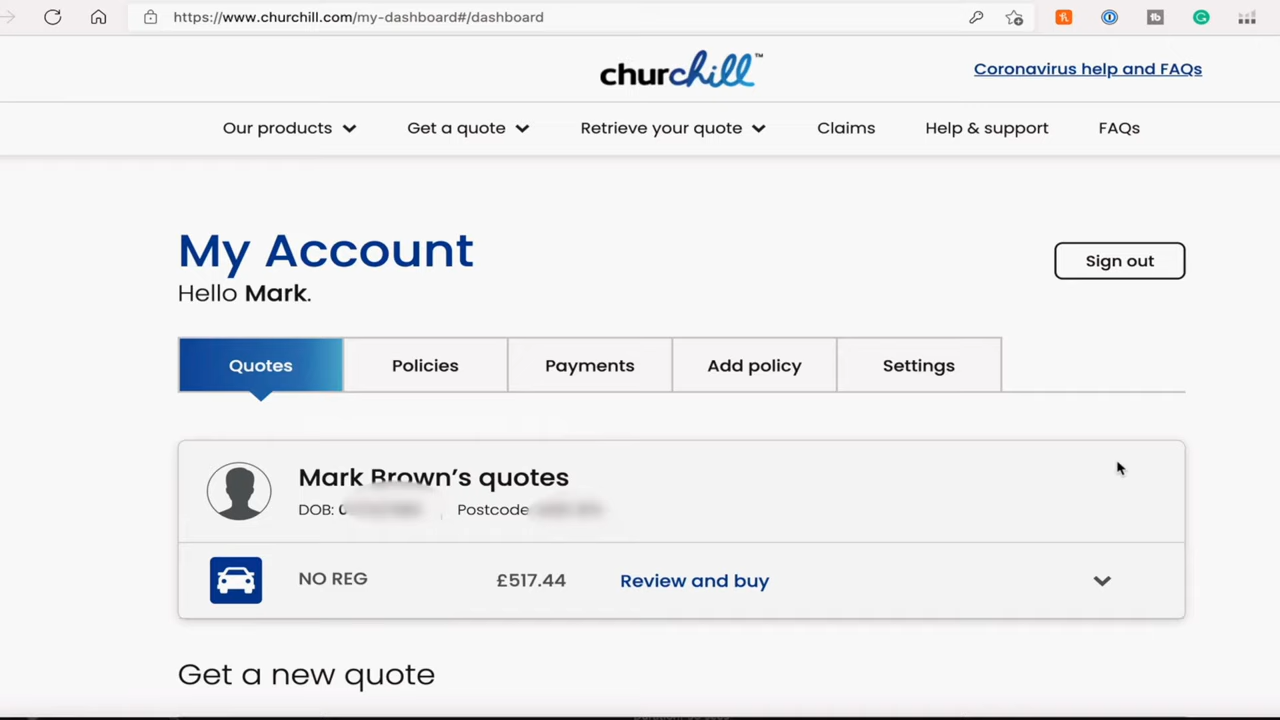 https://www.churchill.com/my-dashboard#/dashboard
churchill™
Coronavirus help and FAQs
Our products
Get a quote
Retrieve your quote
Claims
Help & support
FAQs
My Account
Sign out
Hello Mark.
Quotes
Policies
Payments
Add policy
Settings
Mark Brown's quotes
DOB: 0
Postcode
NO REG
£517.44
Review and buy
Get a new quote